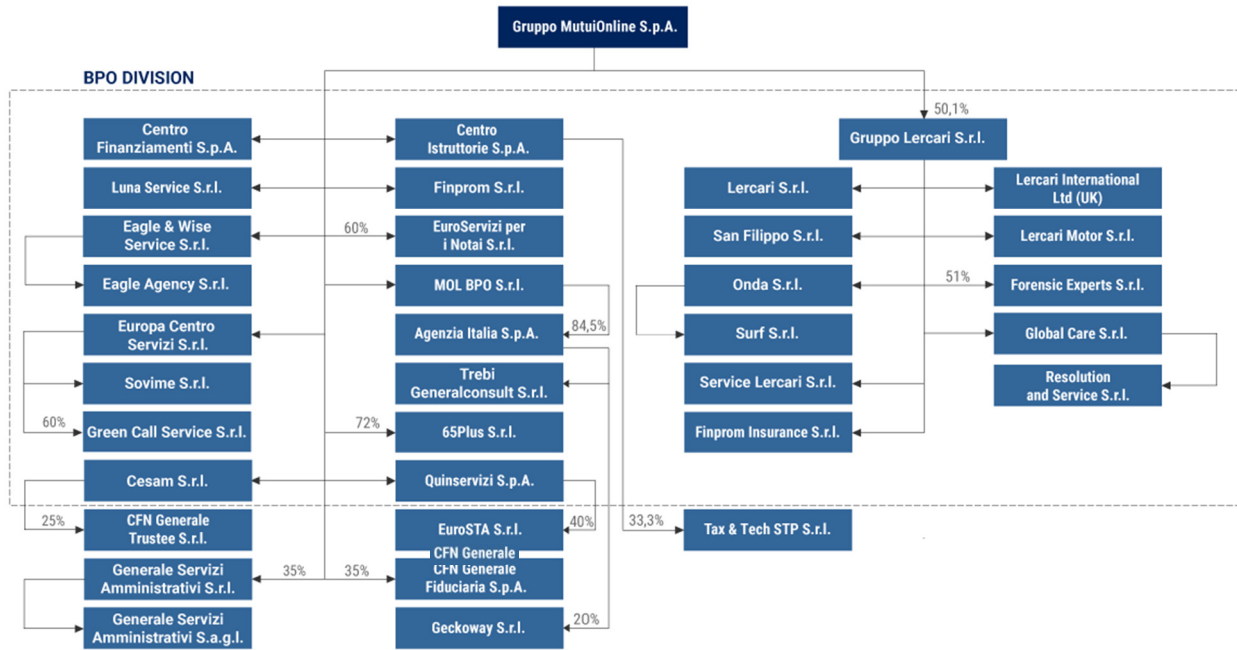 Gruppo MutuiOnline S.p.A.
BPO DIVISION
50,1%
Centro
Finanziamenti S.p.A.
Centro
Istruttorie S.p.A.
Gruppo Lercari S.r.l.
Luna Service S.r.l.
Finprom S.r.l.
Lercari S.r.l.
Lercari International
Ltd (UK)
Eagle & Wise
Service S.r.l.
60%
EuroServizi per
i Notai S.r.l.
San Filippo S.r.l.
Lercari Motor S.r.l.
Eagle Agency S.r.l.
MOL BPO S.r.l.
Onda S.r.l.
51%
Forensic Experts S.r.l.
Europa Centro
Servizi S.r.l.
Agenzia Italia S.p.A.
84,5%
Surf S.r.l.
Global Care S.r.l.
Sovime S.r.l.
Trebi
Generalconsult S.r.l.
Service Lercari S.r.l.
Resolution
and Service S.r.l.
60%
Green Call Service S.r.l.
72%
65Plus S.r.l.
Finprom Insurance S.r.l.
Cesam S.r.l.
Quinservizi S.p.A.
25%
CFN Generale
Trustee S.r.l.
EuroSTA S.r.l.
40%
33,3%
Tax & Tech STP S.r.l.
Generale Servizi
Amministrativi S.r.l.
35%
35%
CFN Generale
CFN Generale
Fiduciaria S.p.A.
Generale Servizi
Amministrativi S.a.g.l.
Geckoway S.r.l.
20%